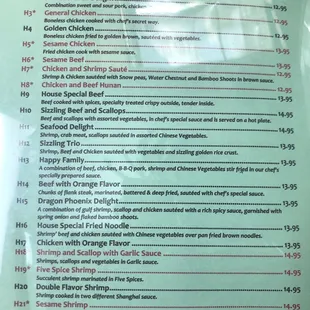 Combination sweet and sour pork, chicken 12.95
H3* General Chicken 12.95
Boneless chicken cooked with chef's secret way.
H4 Golden Chicken 12.95
Boneless chicken fried to golden brown, sautéed with vegetables.
H5* Sesame Chicken 12.95
Fried chicken cook with sesame sauce.
H6* Sesame Beef 13.95
H7* Chicken and Shrimp Sauté 13.95
Shrimp & Chicken sautéed with Snow peas, Water Chestnut and Bamboo Shoots in brown sauce.
H8* Chicken and Beef Hunan 12.95
H9 House Special Beef 13.95
Beef cooked with spices, specialty treated crispy outside, tender inside.
H10 Sizzling Beef and Scallops 14.95
Beef and scallops with assorted vegetables, in chef's special sauce and is served on a hot plate.
H11 Seafood Delight 14.95
Shrimp, crab meat, scallops sautéed in assorted Chinese Vegetables.
H12 Sizzling Trio 13.95
Shrimp, Beef and Chicken sautéed with vegetables and sizzling golden rice crust.
H13 Happy Family 13.95
A combination of beef, chicken, B-B-Q pork, shrimp and Chinese Vegetables stir fried in our chef's
specially prepared sauce.
H14 Beef with Orange Flavor 13.95
Chunks of flank steak, marinated, battered & deep fried, sautéed with chef's special sauce.
H15 Dragon Phoenix Delight 14.95
A combination of gulf shrimp, scallop and chicken sautéed with a rich spicy sauce, garnished with
spring onion and flaked bamboo shoots.
H16 House Special Fried Noodle 13.95
Shrimp' beef and chicken sautéed with Chinese vegetables over pan fried brown noodles.
H17 Chicken with Orange Flavor 13.95
H18 Shrimp and Scallop with Garlic Sauce 14.95
Shrimps, scallops and vegetables in Garlic sauce.
H19* Five Spice Shrimp 14.95
Succulent shrimp marinated in Five Spices.
H20 Double Flavor Shrimp 14.95
Shrimp cooked in two different Shanghai sauce.
H21* Sesame Shrimp 14.95